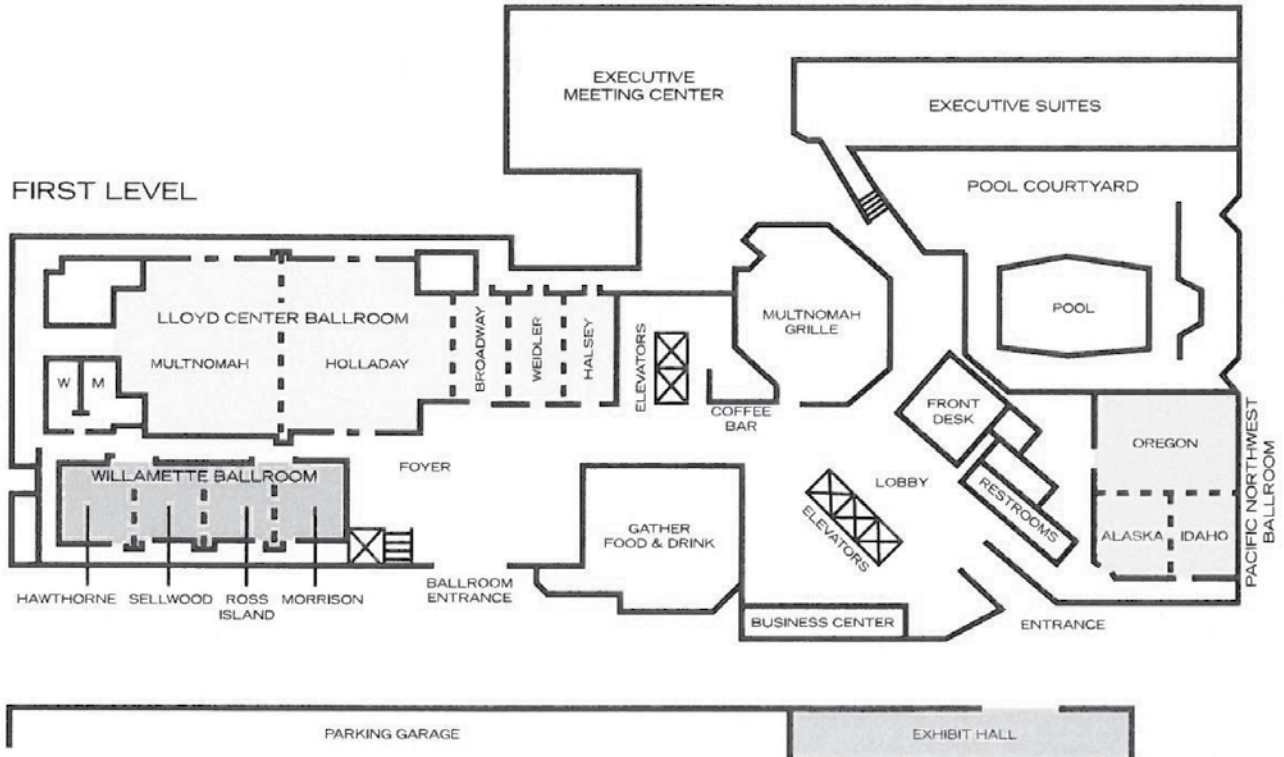 EXECUTIVE
MEETING CENTER
EXECUTIVE SUITES
FIRST LEVEL
POOL COURTYARD
LLOYD CENTER BALLROOM
MULTNOMAH
HOLLADAY
BROADWAY
WEIDLER
HALSEY
ELEVATORS
MULTNOMAH
GRILLE
POOL
W
M
COFFEE
BAR
FRONT
DESK
OREGON
PACIFIC NORTHWEST
BALLROOM
FOYER
WILLAMETTE BALLROOM
LOBBY
RESTROOMS
GATHER
FOOD & DRINK
ELEVATORS
ALASKA
IDAHO
HAWTHORNE
SELLWOOD
ROSS
ISLAND
MORRISON
BALLROOM
ENTRANCE
BUSINESS CENTER
ENTRANCE
PARKING GARAGE
EXHIBIT HALL